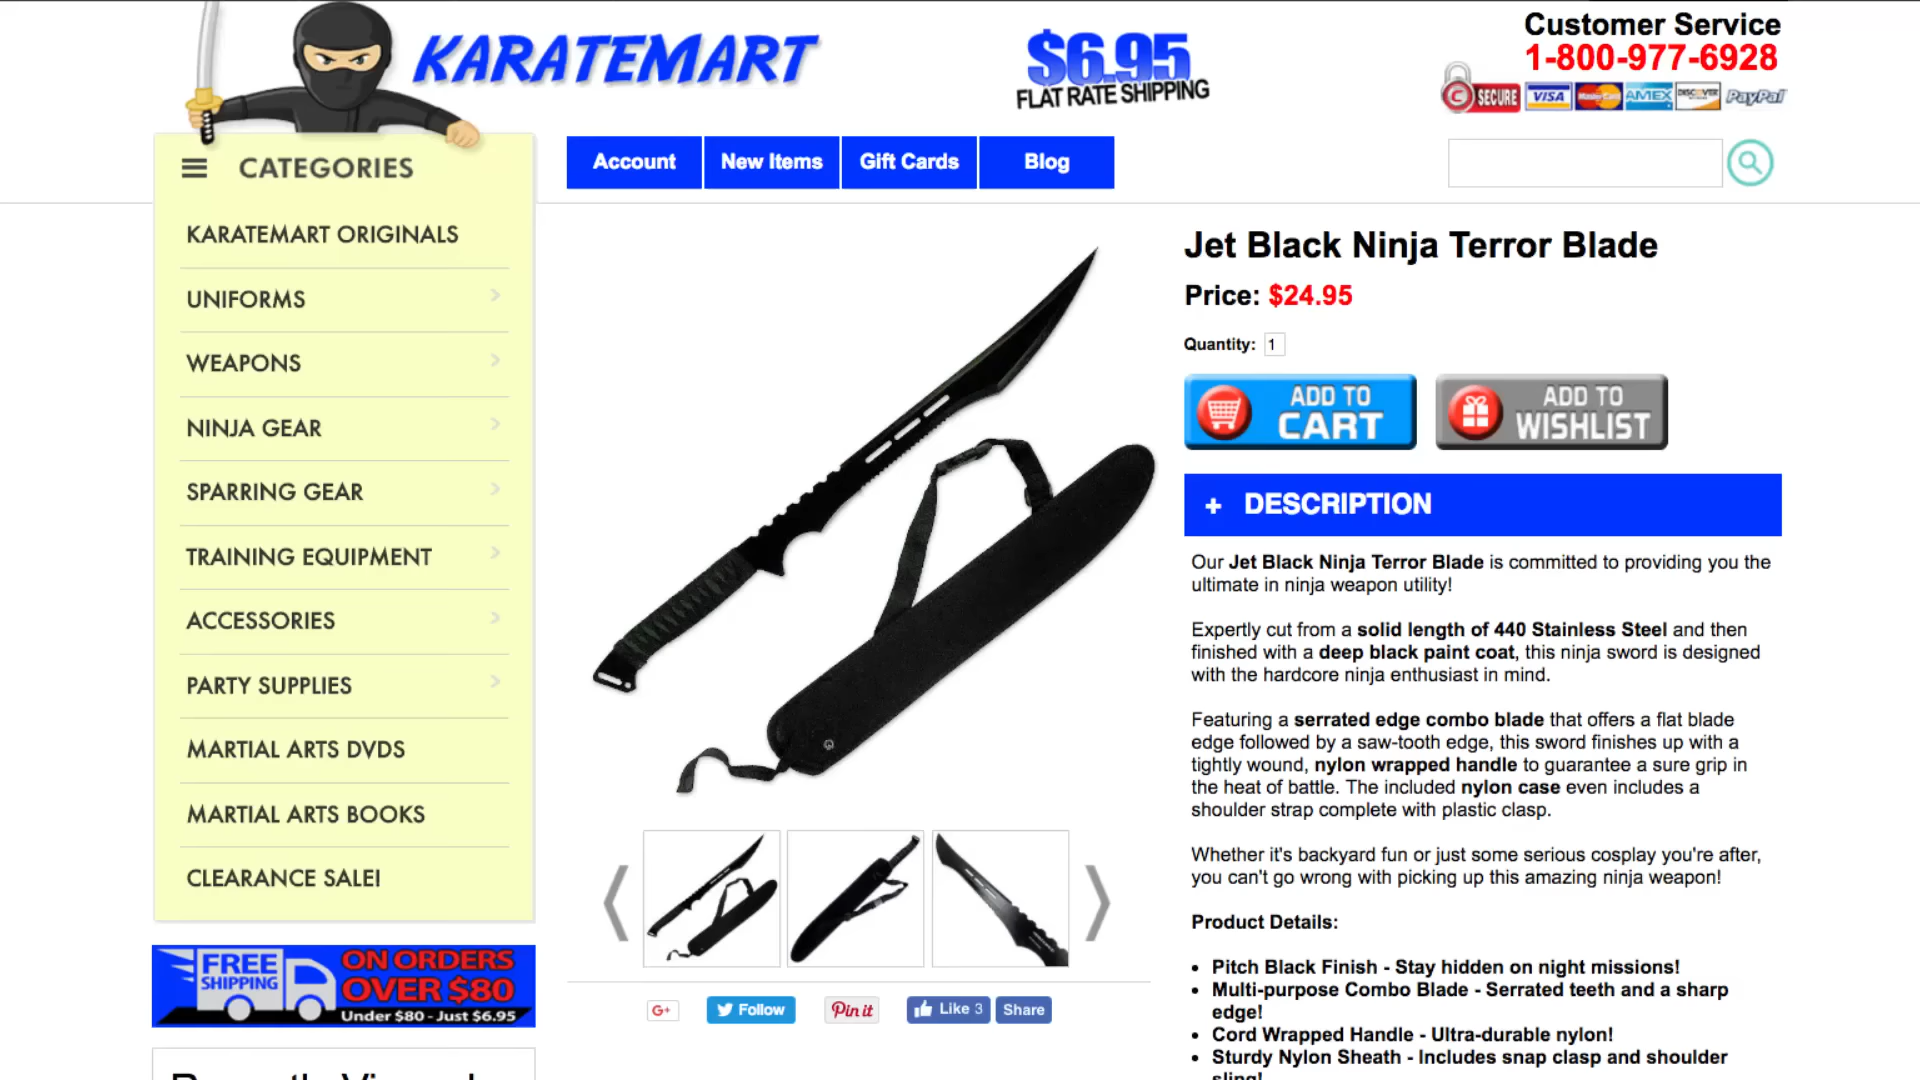 KARATEMART
$6.95
FLAT RATE SHIPPING
Customer Service
1-800-977-6928
SECURE VISA MasterCard AMEX DISCOVER PayPal
CATEGORIES
Account
New Items
Gift Cards
Blog
KARATEMART ORIGINALS
UNIFORMS
WEAPONS
NINJA GEAR
SPARRING GEAR
TRAINING EQUIPMENT
ACCESSORIES
PARTY SUPPLIES
MARTIAL ARTS DVDS
MARTIAL ARTS BOOKS
CLEARANCE SALE!
FREE SHIPPING
ON ORDERS
OVER $80
Under $80 - Just $6.95
G+
Follow
Pin it
Like 3
Share
Jet Black Ninja Terror Blade
Price: $24.95
Quantity: 1
ADD TO CART
ADD TO WISHLIST
+ DESCRIPTION
Our Jet Black Ninja Terror Blade is committed to providing you the
ultimate in ninja weapon utility!
Expertly cut from a solid length of 440 Stainless Steel and then
finished with a deep black paint coat, this ninja sword is designed
with the hardcore ninja enthusiast in mind.
Featuring a serrated edge combo blade that offers a flat blade
edge followed by a saw-tooth edge, this sword finishes up with a
tightly wound, nylon wrapped handle to guarantee a sure grip in
the heat of battle. The included nylon case even includes a
shoulder strap complete with plastic clasp.
Whether it's backyard fun or just some serious cosplay you're after,
you can't go wrong with picking up this amazing ninja weapon!
Product Details:
• Pitch Black Finish - Stay hidden on night missions!
• Multi-purpose Combo Blade - Serrated teeth and a sharp
edge!
• Cord Wrapped Handle - Ultra-durable nylon!
• Sturdy Nylon Sheath - Includes snap clasp and shoulder
sling!